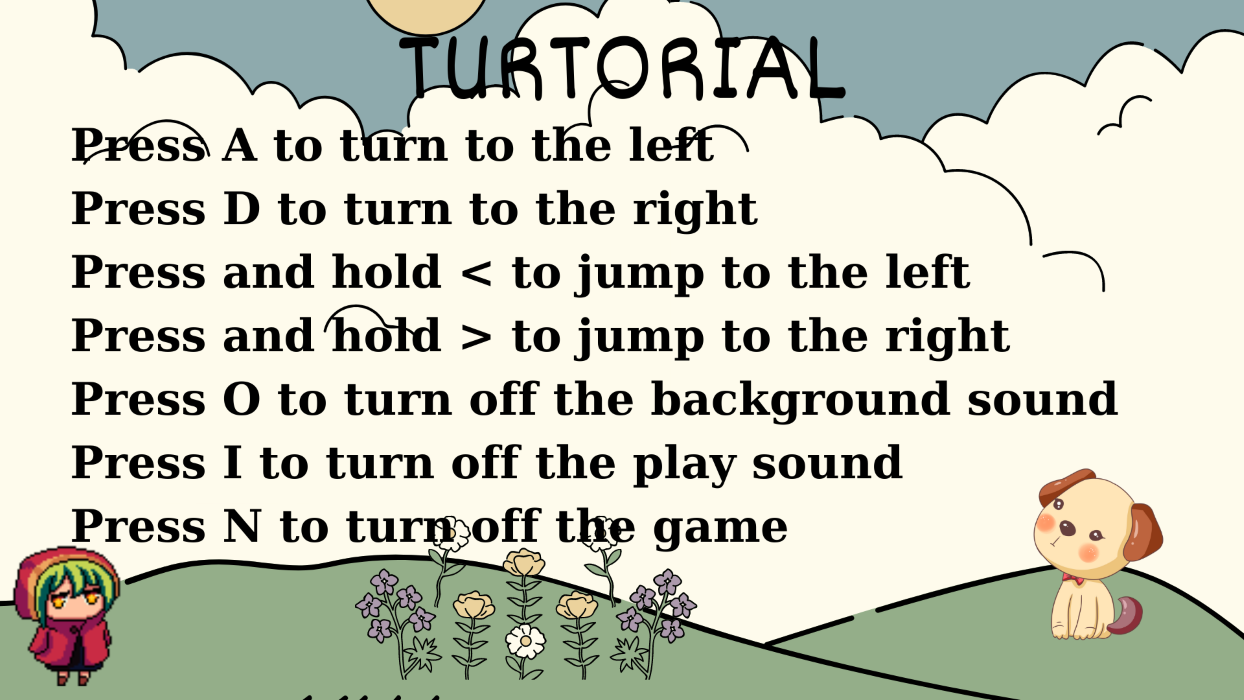 TURTORIAL
Press A to turn to the left
Press D to turn to the right
Press and hold < to jump to the left
Press and hold > to jump to the right
Press O to turn off the background sound
Press I to turn off the play sound
Press N to turn off the game